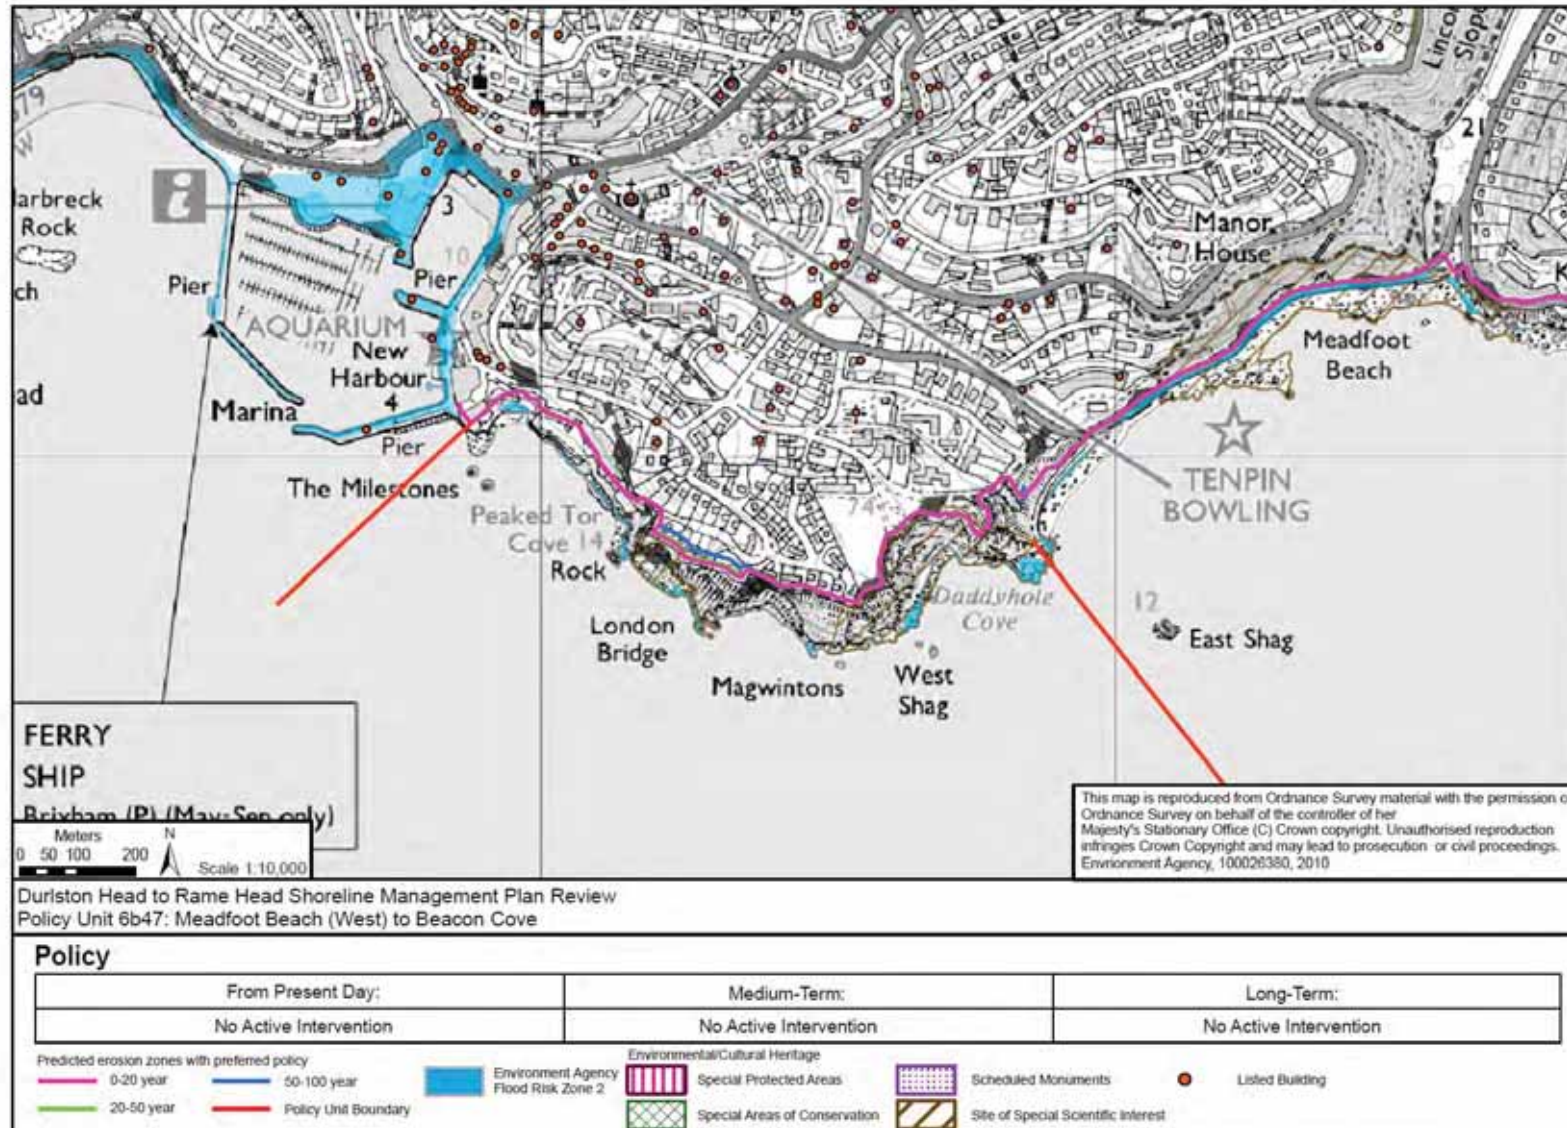 Lincol
Slope
879
W
21
Harbreck
Rock
i
3
Manor
House
10
Pier
Pier
ch
K
AQUARIUM
New
Harbour
Meadfoot
Beach
ad
Marina
4
Pier
The Milestones
TENPIN
BOWLING
74
Peaked Tor
Cove 14
Rock
Daddyhole
Cove
12
London
Bridge
East Shag
West
Shag
Magwintons
FERRY
SHIP
Brixham (P) (May-Sep only)
Meters
N
0 50 100 200
Scale 1:10,000
This map is reproduced from Ordnance Survey material with the permission o
Ordnance Survey on behalf of the controller of her
Majesty's Stationary Office (C) Crown copyright. Unauthorised reproduction
infringes Crown Copyright and may lead to prosecution or civil proceedings.
Envrionment Agency, 100026380, 2010
Durlston Head to Rame Head Shoreline Management Plan Review
Policy Unit 6b47: Meadfoot Beach (West) to Beacon Cove
Policy
From Present Day: Medium-Term: Long-Term:
No Active Intervention No Active Intervention No Active Intervention
Predicted erosion zones with preferred policy
0-20 year
50-100 year
20-50 year
Policy Unit Boundary
Environment Agency
Flood Risk Zone 2
Environmental/Cultural Heritage
Special Protected Areas
Scheduled Monuments
Listed Building
Special Areas of Conservation
Site of Special Scientific Interest